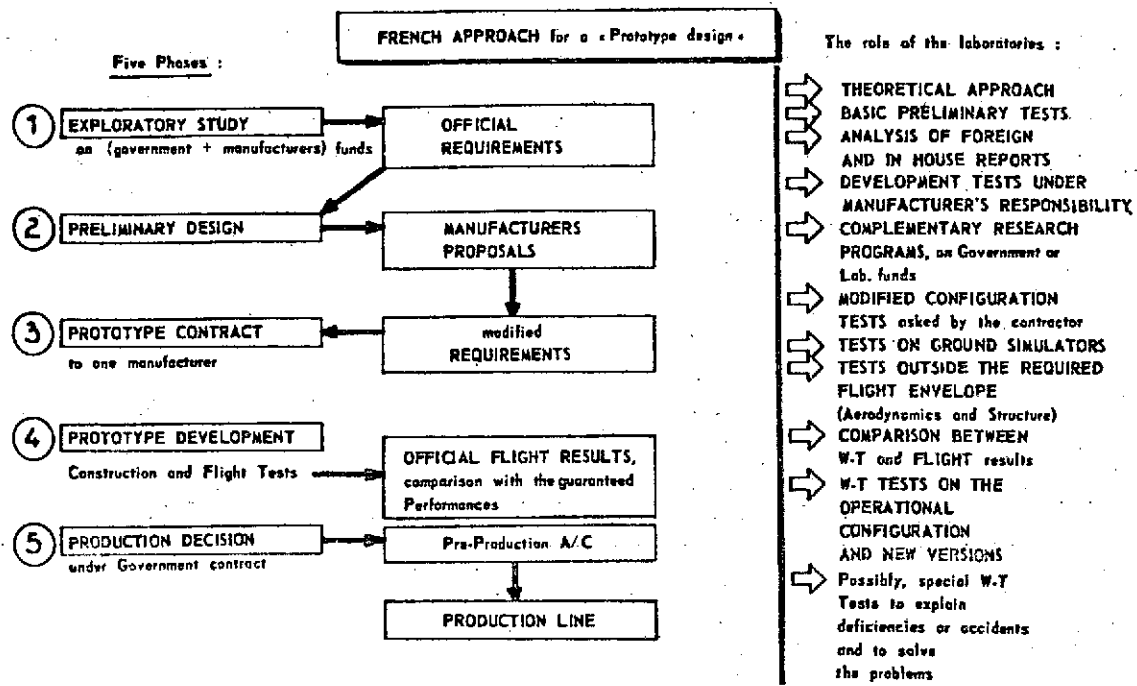 FRENCH APPROACH for a « Prototype design «
Five Phases :
1 EXPLORATORY STUDY
on (government + manufacturers) funds
OFFICIAL
REQUIREMENTS
2 PRELIMINARY DESIGN
MANUFACTURERS
PROPOSALS
3 PROTOTYPE CONTRACT
to one manufacturer
modified
REQUIREMENTS
4 PROTOTYPE DEVELOPMENT
Construction and Flight Tests
OFFICIAL FLIGHT RESULTS,
comparison with the guaranteed
Performances
5 PRODUCTION DECISION
under Government contract
Pre-Production A/C
PRODUCTION LINE
The role of the laboratories :
THEORETICAL APPROACH
BASIC PRELIMINARY TESTS
ANALYSIS OF FOREIGN
AND IN HOUSE REPORTS
DEVELOPMENT TESTS UNDER
MANUFACTURER'S RESPONSIBILITY
COMPLEMENTARY RESEARCH
PROGRAMS, on Government or
Lab. funds
MODIFIED CONFIGURATION
TESTS asked by the contractor
TESTS ON GROUND SIMULATORS
TESTS OUTSIDE THE REQUIRED
FLIGHT ENVELOPE
(Aerodynamics and Structure)
COMPARISON BETWEEN
W-T and FLIGHT results
W-T TESTS ON THE
OPERATIONAL
CONFIGURATION
AND NEW VERSIONS
Possibly, special W-T
Tests to explain
deficiencies or accidents
and to solve
the problems